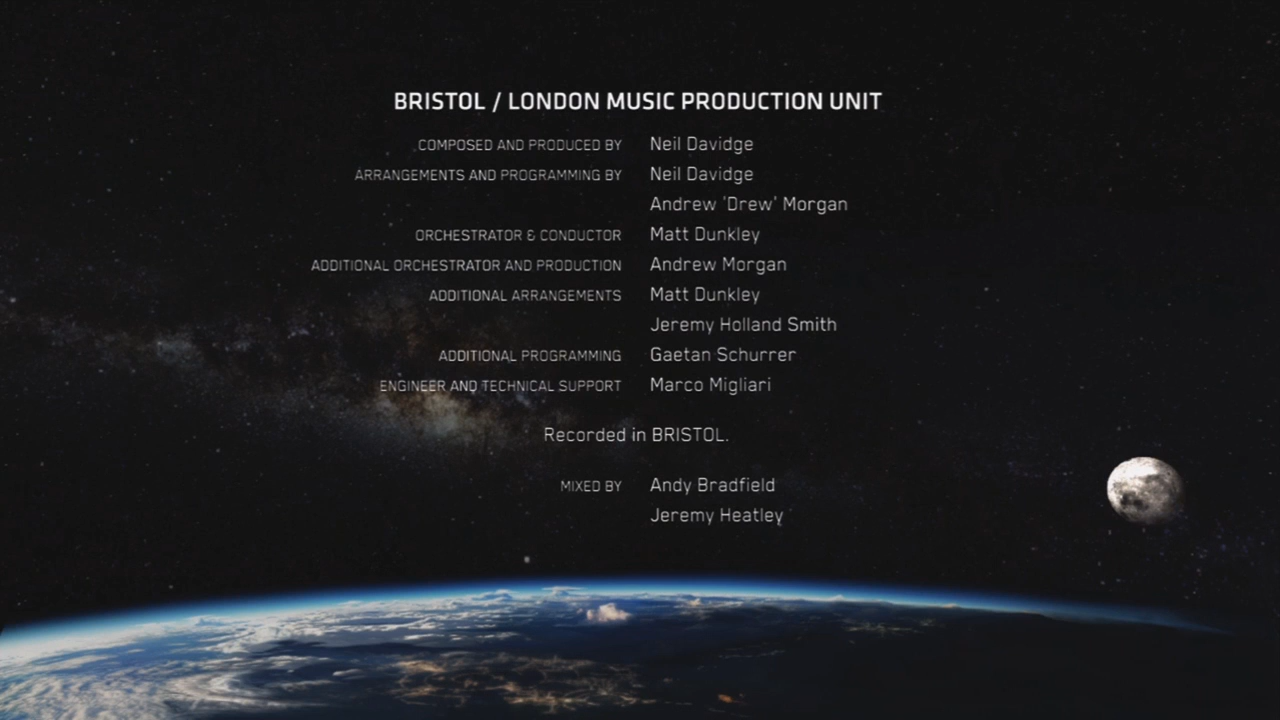 BRISTOL / LONDON MUSIC PRODUCTION UNIT
COMPOSED AND PRODUCED BY Neil Davidge
ARRANGEMENTS AND PROGRAMMING BY Neil Davidge
Andrew 'Drew' Morgan
ORCHESTRATOR & CONDUCTOR Matt Dunkley
ADDITIONAL ORCHESTRATOR AND PRODUCTION Andrew Morgan
ADDITIONAL ARRANGEMENTS Matt Dunkley
Jeremy Holland Smith
ADDITIONAL PROGRAMMING Gaetan Schurrer
ENGINEER AND TECHNICAL SUPPORT Marco Migliari
Recorded in BRISTOL.
MIXED BY Andy Bradfield
Jeremy Heatley